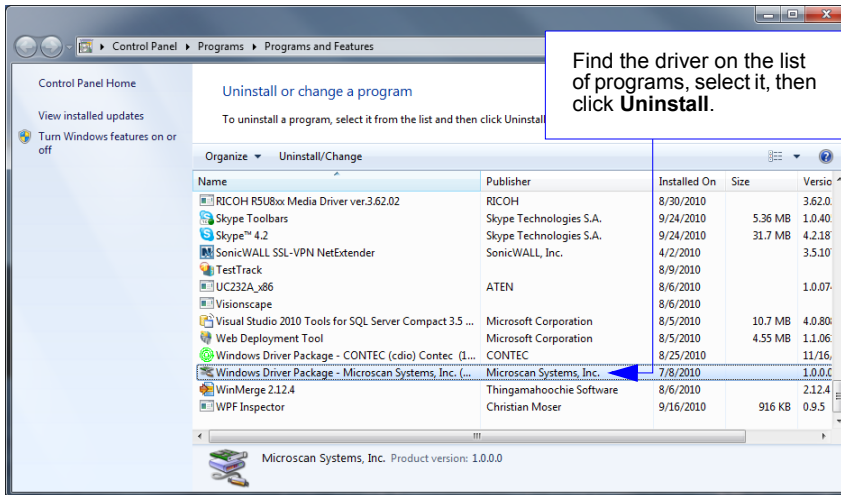 Control Panel ▸ Programs ▸ Programs and Features
Find the driver on the list
of programs, select it, then
click Uninstall.
Control Panel Home
View installed updates
Turn Windows features on or
off
Uninstall or change a program
To uninstall a program, select it from the list and then click Uninstall
Organize Uninstall/Change
Name Publisher Installed On Size Versio
RICOH R5U8xx Media Driver ver.3.62.02 RICOH 8/30/2010 3.62.0
Skype Toolbars Skype Technologies S.A. 9/24/2010 5.36 MB 1.0.40
Skype™ 4.2 Skype Technologies S.A. 9/24/2010 31.7 MB 4.2.18
SonicWALL SSL-VPN NetExtender SonicWALL, Inc. 4/2/2010 3.5.10
TestTrack 8/9/2010
UC232A_x86 ATEN 8/6/2010 1.0.07
Visionscape 8/6/2010
Visual Studio 2010 Tools for SQL Server Compact 3.5 ... Microsoft Corporation 8/5/2010 10.7 MB 4.0.80
Web Deployment Tool Microsoft Corporation 8/5/2010 4.55 MB 1.1.06
Windows Driver Package - CONTEC (cdio) Contec (1... CONTEC 8/25/2010 11/16/
Windows Driver Package - Microscan Systems, Inc. (... Microscan Systems, Inc. 7/8/2010 1.0.0.0
WinMerge 2.12.4 Thingamahoochie Software 8/6/2010 2.12.4
WPF Inspector Christian Moser 9/16/2010 916 KB 0.9.5
Microscan Systems, Inc. Product version: 1.0.0.0